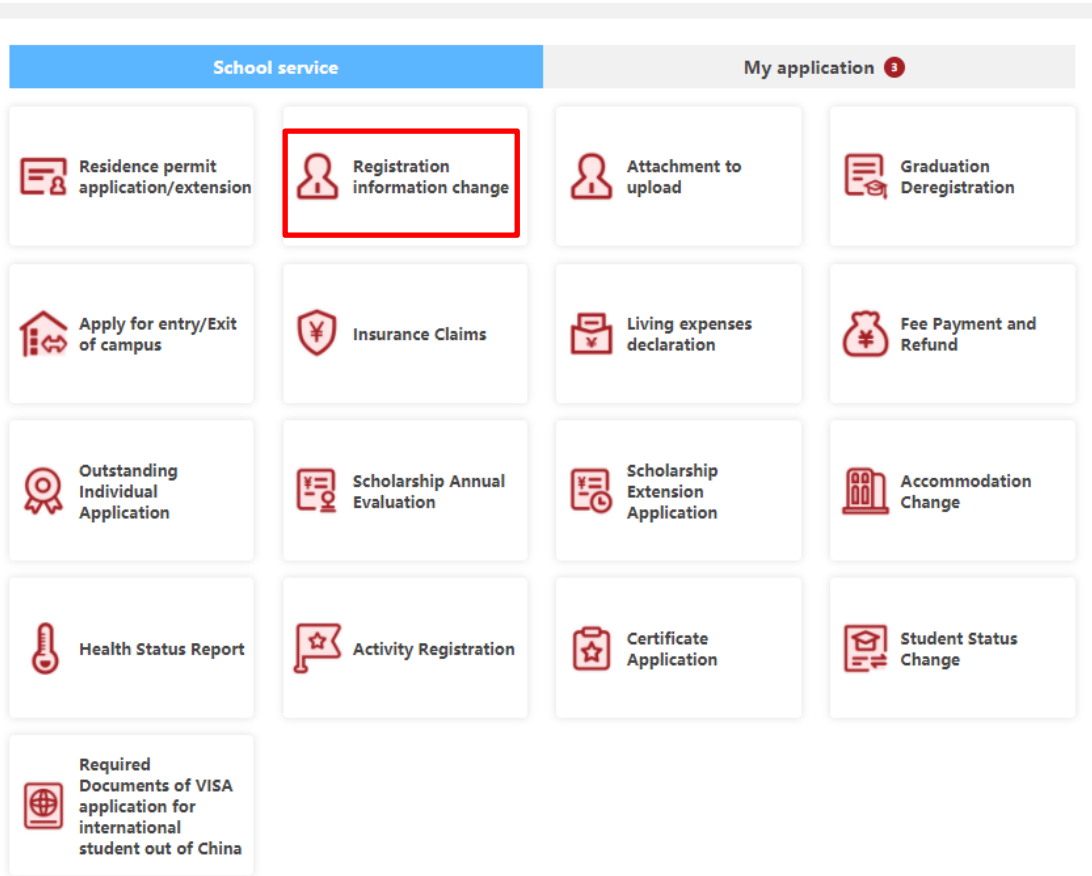 School service
My application 3
Residence permit
application/extension
Registration
information change
Attachment to
upload
Graduation
Deregistration
Apply for entry/Exit
of campus
¥
Insurance Claims
¥
Living expenses
declaration
¥
Fee Payment and
Refund
Outstanding
Individual
Application
¥
Scholarship Annual
Evaluation
¥
Scholarship
Extension
Application
Accommodation
Change
Health Status Report
Activity Registration
Certificate
Application
Student Status
Change
Required
Documents of VISA
application for
international
student out of China